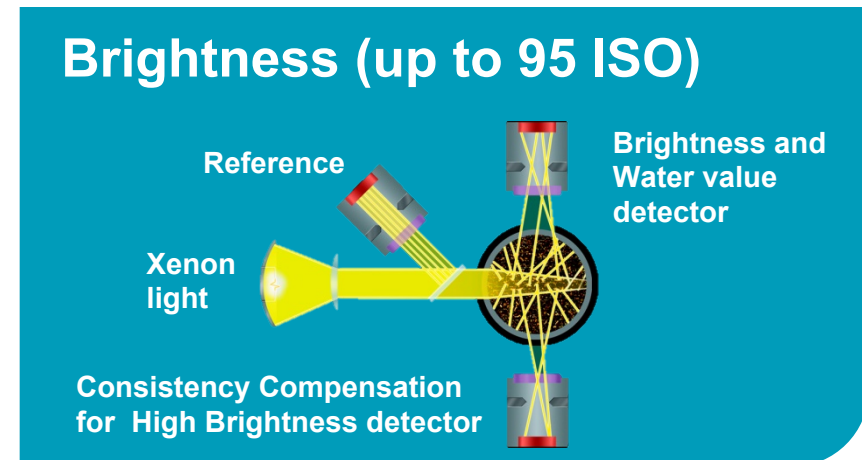 Brightness (up to 95 ISO)
Reference
Brightness and
Water value
detector
Xenon
light
Consistency Compensation
for High Brightness detector